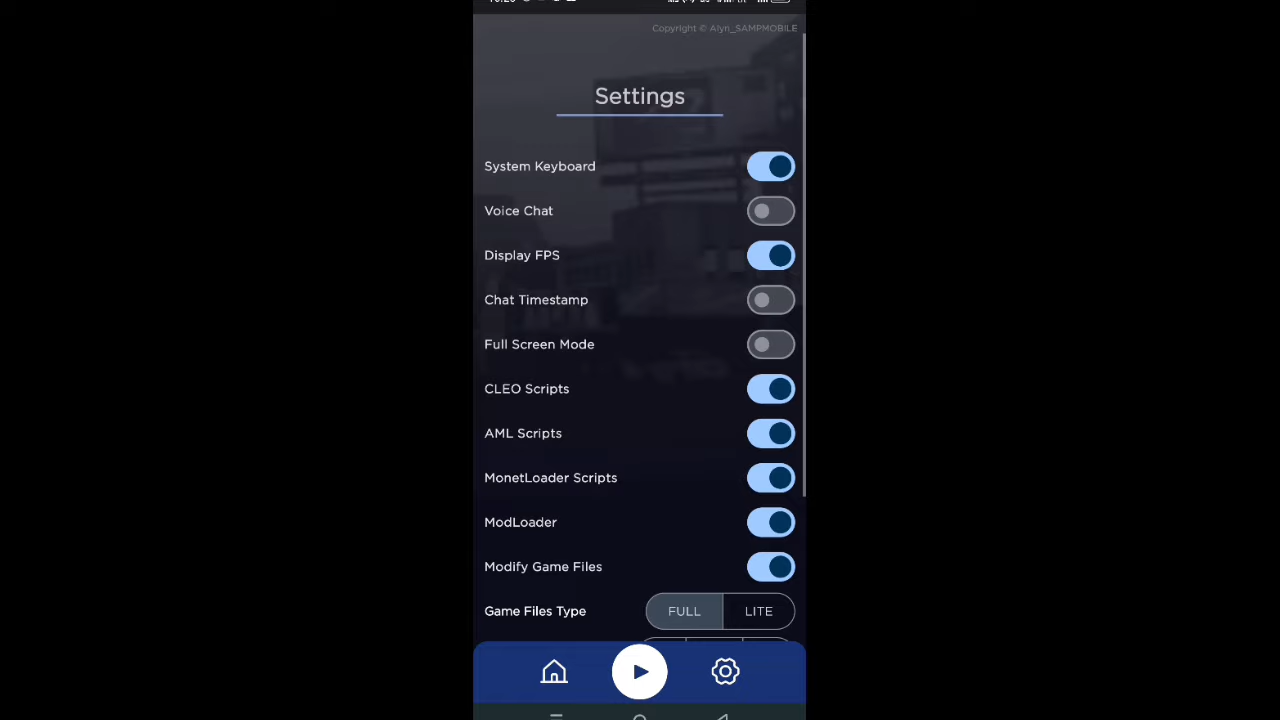 Copyright © Alyn_SAMPMOBILE
Settings
System Keyboard
Voice Chat
Display FPS
Chat Timestamp
Full Screen Mode
CLEO Scripts
AML Scripts
MonetLoader Scripts
ModLoader
Modify Game Files
Game Files Type FULL LITE